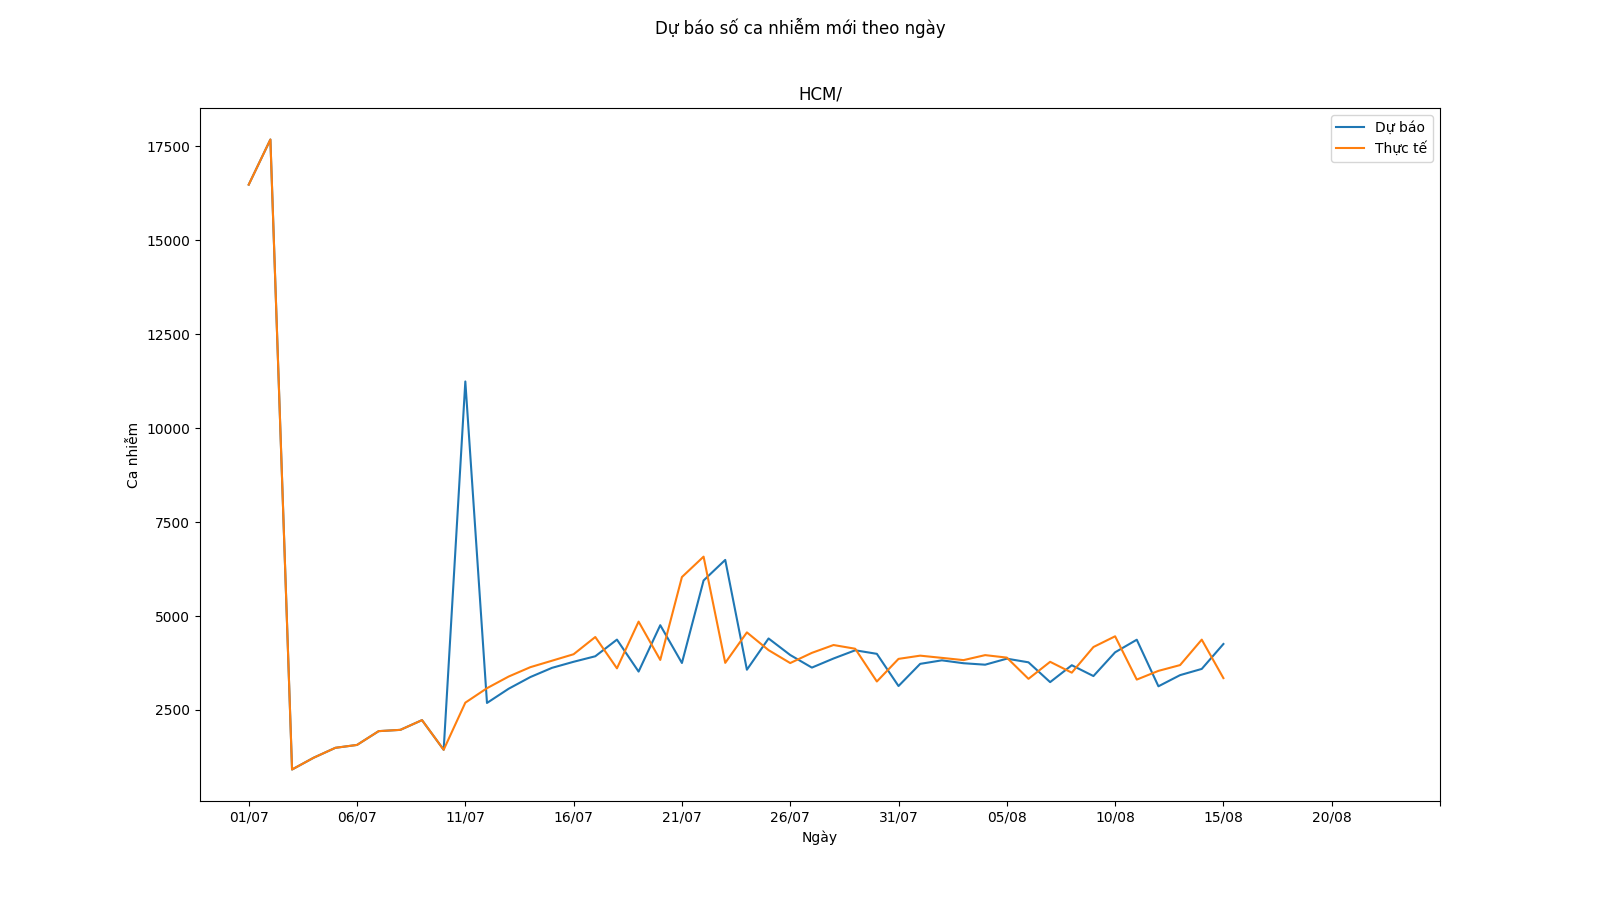 Dự báo số ca nhiễm mới theo ngày
HCM/
Dự báo
Thực tế
17500
15000
12500
10000
7500
5000
2500
Ca nhiễm
01/07 06/07 11/07 16/07 21/07 26/07 31/07 05/08 10/08 15/08 20/08
Ngày